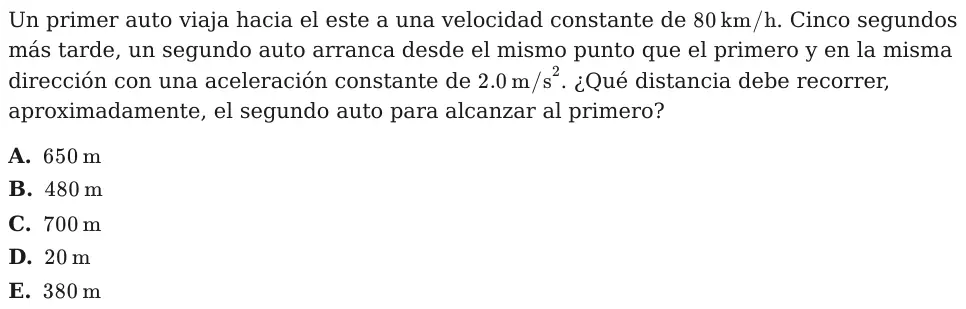 Un primer auto viaja hacia el este a una velocidad constante de 80 km/h. Cinco segundos
más tarde, un segundo auto arranca desde el mismo punto que el primero y en la misma
dirección con una aceleración constante de 2.0 m/s². ¿Qué distancia debe recorrer,
aproximadamente, el segundo auto para alcanzar al primero?
A. 650 m
B. 480 m
C. 700 m
D. 20 m
E. 380 m